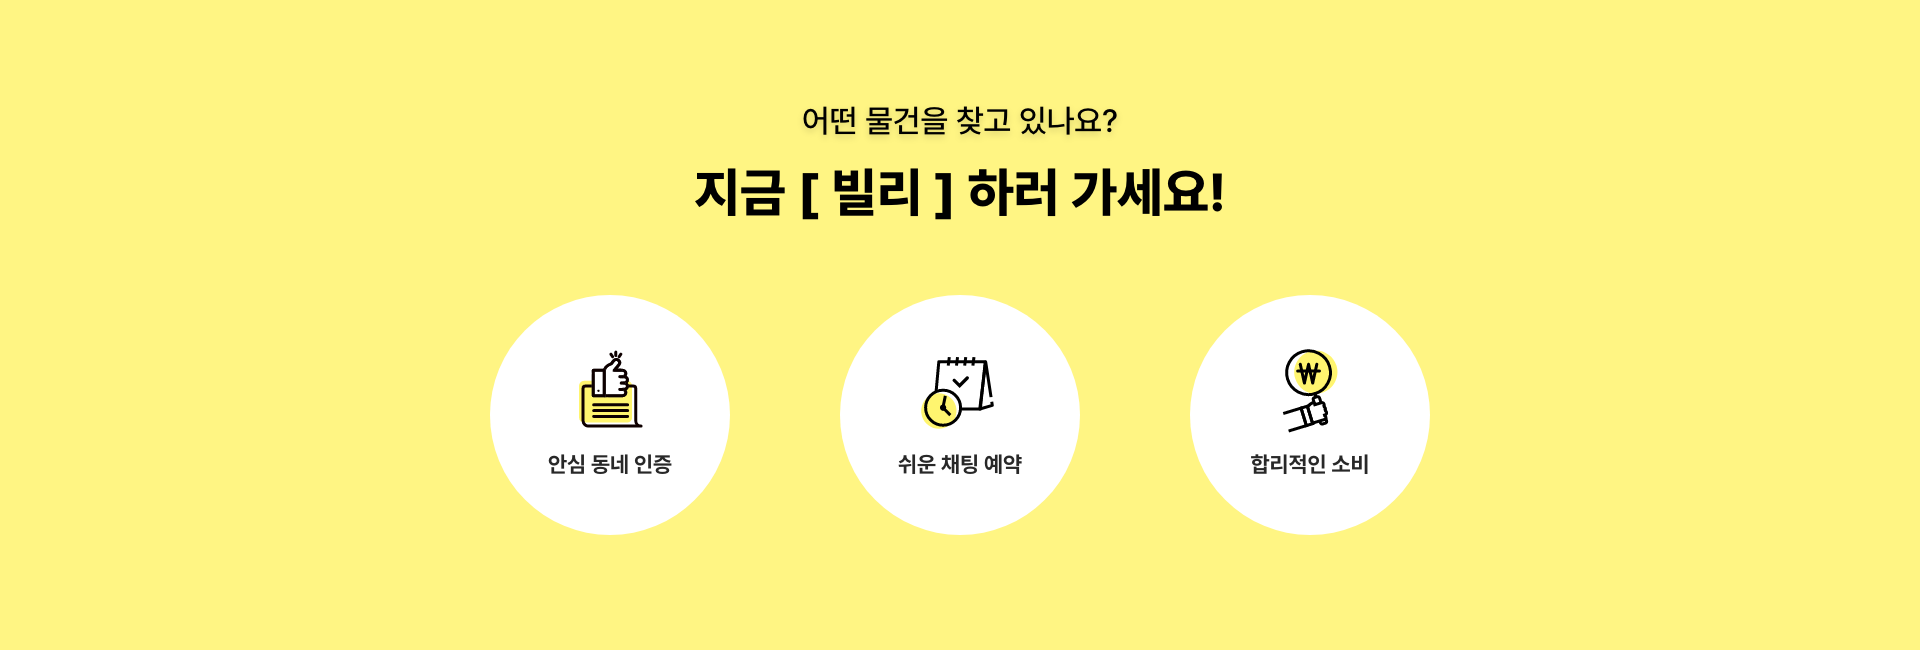 어떤 물건을 찾고 있나요?
지금 [ 빌리 ] 하러 가세요!
안심 동네 인증
쉬운 채팅 예약
₩
합리적인 소비